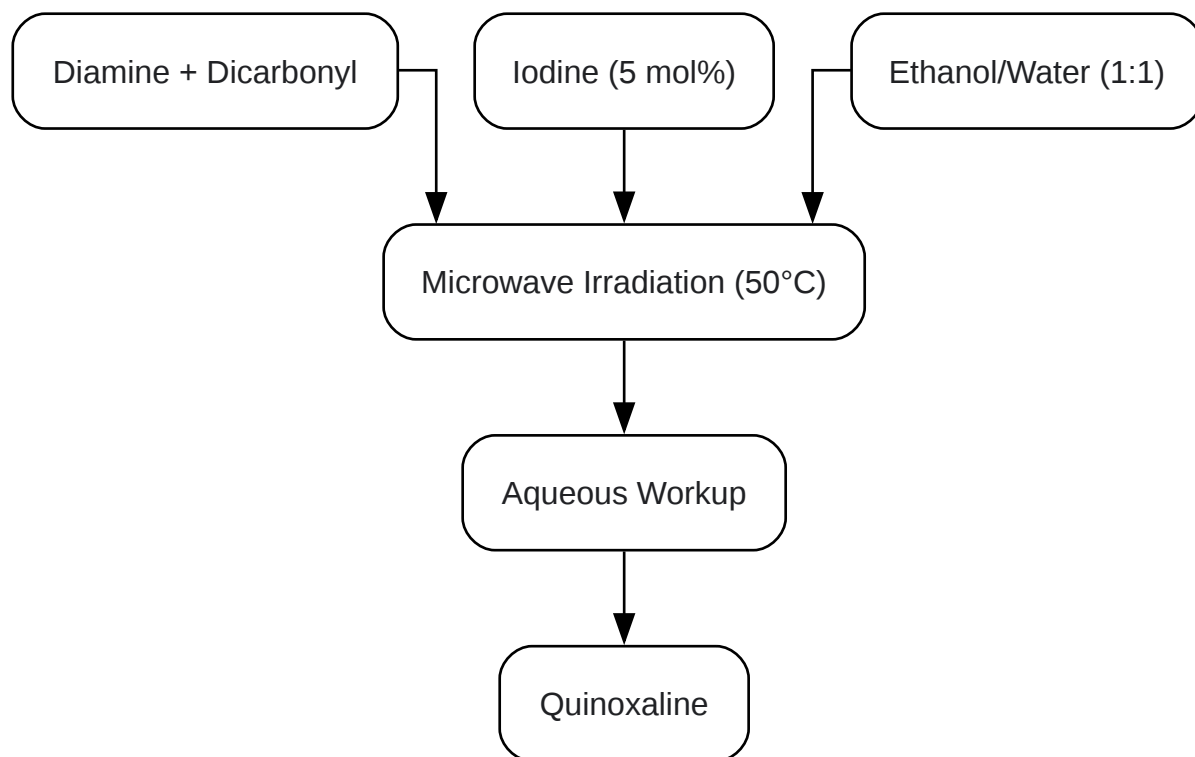 Diamine + Dicarbonyl
Iodine (5 mol%)
Ethanol/Water (1:1)
Microwave Irradiation (50°C)
Aqueous Workup
Quinoxaline